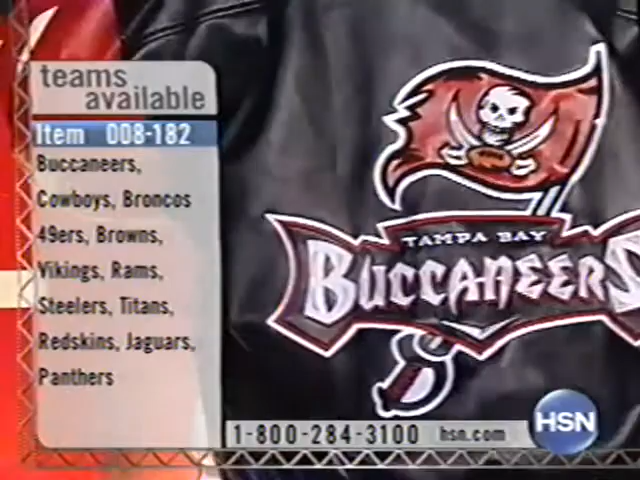 teams
available
Item 008-182
Buccaneers,
Cowboys, Broncos
49ers, Browns,
Vikings, Rams,
Steelers, Titans,
Redskins, Jaguars,
Panthers
TAMPA BAY
BUCCANEERS
1-800-284-3100 hsn.com
HSN